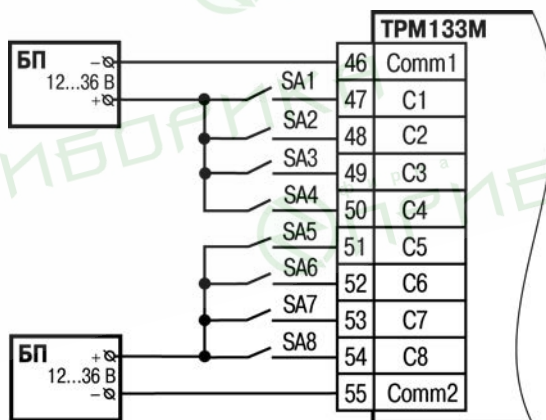 ТРМ133М
БП
–
12...36 В
+
46 Comm1
SA1 47 C1
SA2 48 C2
SA3 49 C3
SA4 50 C4
SA5 51 C5
SA6 52 C6
SA7 53 C7
SA8 54 C8
БП
+
12...36 В
–
55 Comm2